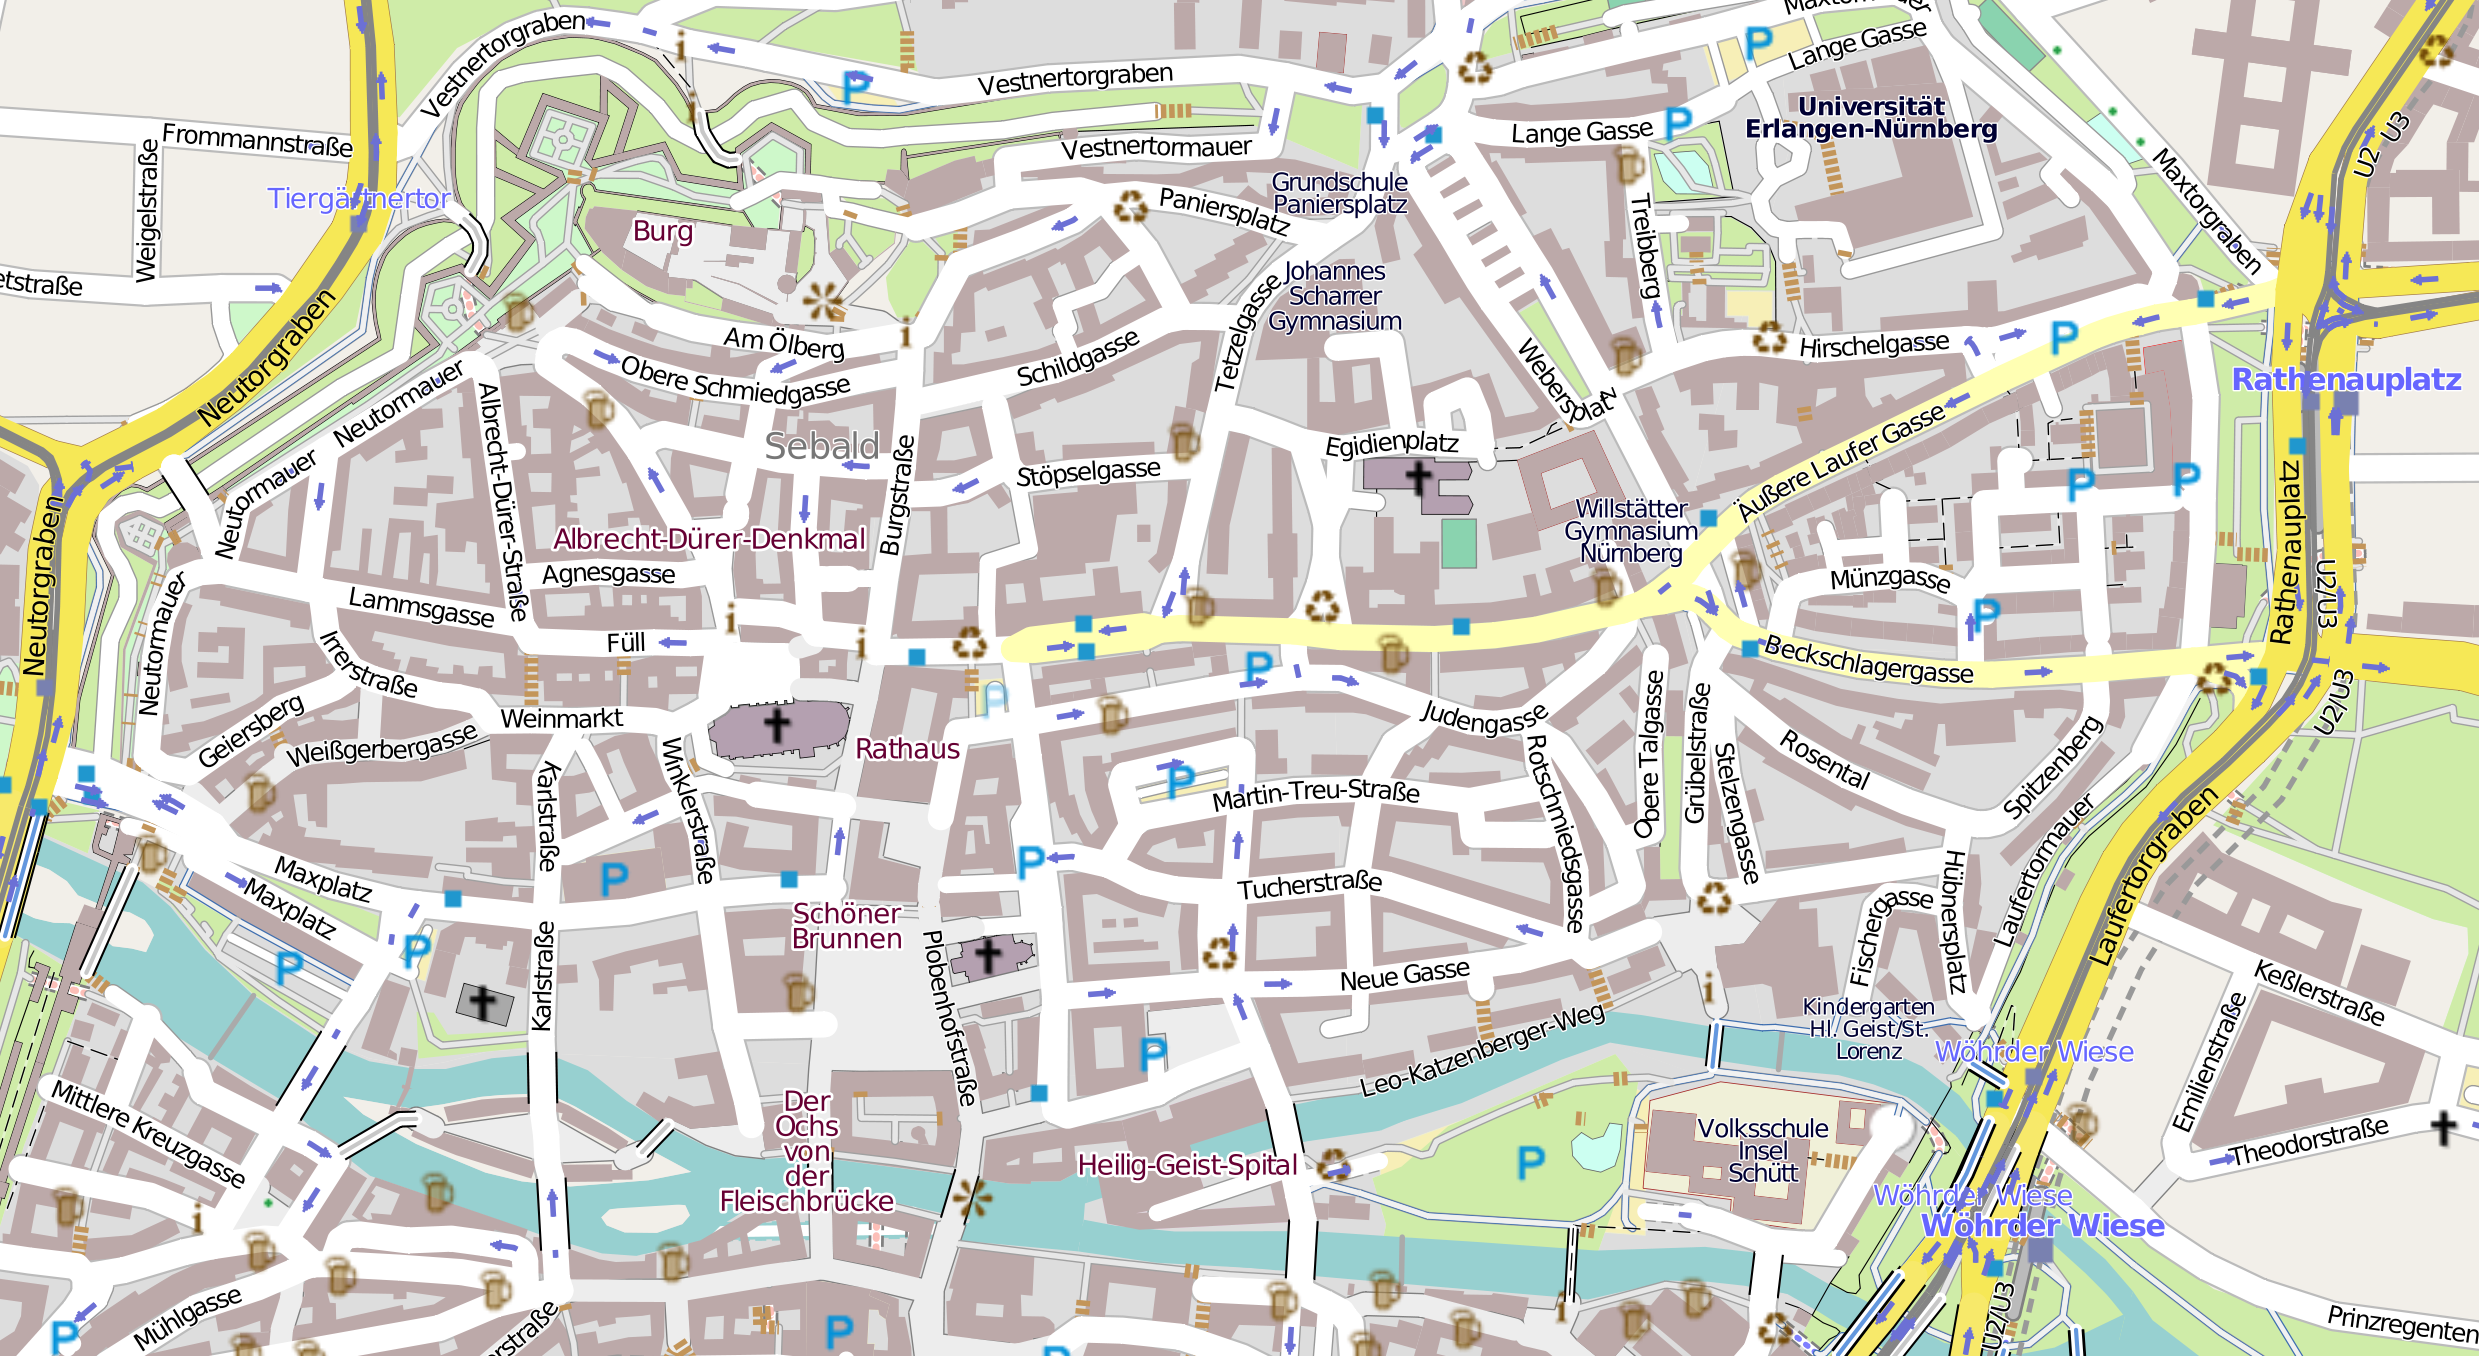 Vestnertorgraben
Vestnertorgraben
Vestnertormauer
Maxtorgraben
Lange Gasse
Lange Gasse
Universität
Erlangen-Nürnberg
U2 U3
Frommannstraße
Weigelstraße
Tiergärtnertor
Burg
Paniersplatz
Grundschule
Paniersplatz
Treibberg
etstraße
Neutorgraben
Am Ölberg
Obere Schmiedgasse
Schildgasse
Tetzelgasse
Johannes
Scharrer
Gymnasium
Webersplatz
Hirschelgasse
Rathenauplatz
Neutormauer
Neutormauer
Albrecht-Dürer-Straße
Sebald
Burgstraße
Stöpselgasse
Egidienplatz
Äußere Laufer Gasse
Willstätter
Gymnasium
Nürnberg
Rathenauplatz
U2/U3
Neutorgraben
Neutormauer
Albrecht-Dürer-Denkmal
Agnesgasse
Lammsgasse
Füll
Münzgasse
Beckschlagergasse
Irrerstraße
Geiersberg
Weißgerbergasse
Weinmarkt
Rathaus
Judengasse
Obere Talgasse
Grübelstraße
Stelzengasse
Rosental
Spitzenberg
U2/U3
Karlstraße
Winklerstraße
Martin-Treu-Straße
Rotschmiedsgasse
Laufertormauer
Laufertorgraben
Maxplatz
Maxplatz
Tucherstraße
Schöner
Brunnen
Plobenhofstraße
Karlstraße
Neue Gasse
Fischergasse
Hübnersplatz
Keßlerstraße
Emilienstraße
Theodorstraße
Leo-Katzenberger-Weg
Kindergarten
Hl. Geist/St.
Lorenz
Wöhrder Wiese
Mittlere Kreuzgasse
Der
Ochs
von
der
Fleischbrücke
Heilig-Geist-Spital
Volksschule
Insel
Schütt
Wöhrder Wiese
Wöhrder Wiese
Mühlgasse
erstraße
U2/U3
Prinzregenten